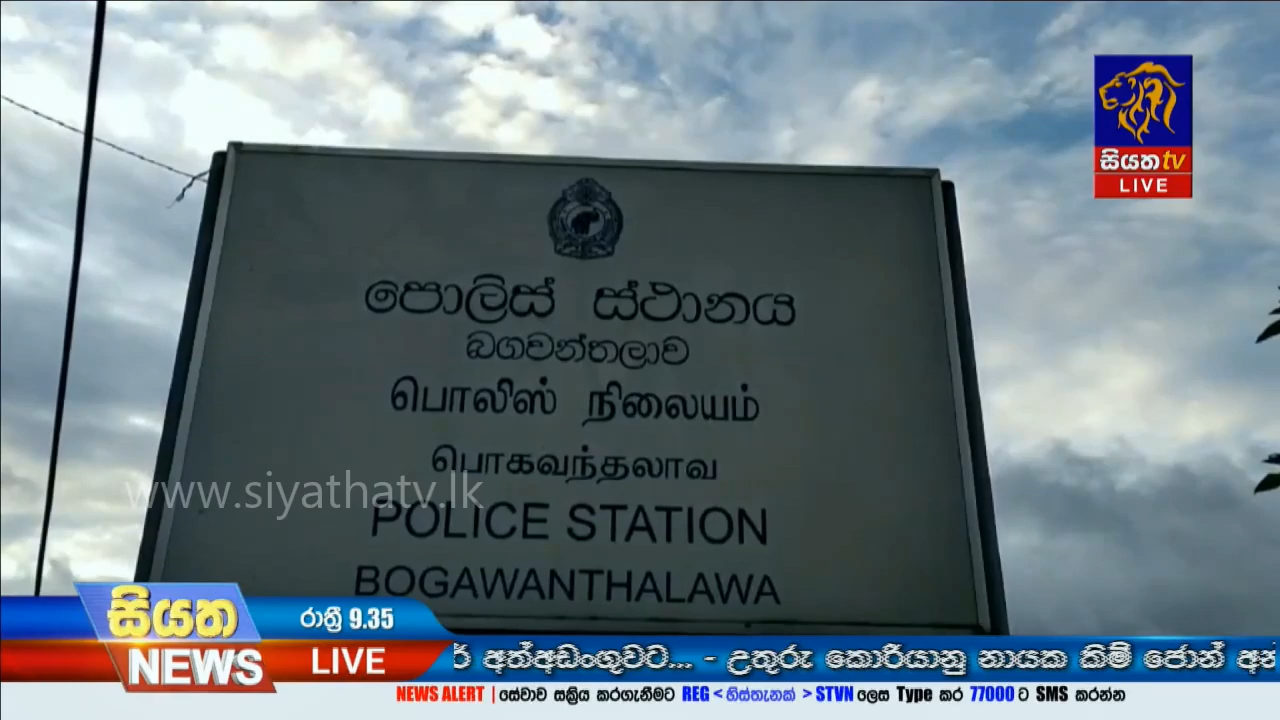 සියත tv
LIVE
පොලිස් ස්ථානය
බගවන්තලාව
பொலிஸ் நிலையம்
பொகவந்தலாவ
www.siyathatv.lk
POLICE STATION
BOGAWANTHALAWA
සියත
NEWS
රාත්‍රී 9.35
LIVE
අත්අඩංගුවට... - උතුරු කොරියානු නායක කිම් ජොන් අන්
NEWS ALERT | සේවාව සක්‍රිය කරගැනීමට REG < හිස්තැනක් > STVN ලෙස Type කර 77000 ට SMS කරන්න